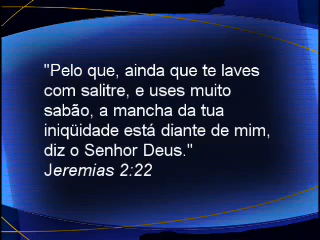 "Pelo que, ainda que te laves
com salitre, e uses muito
sabão, a mancha da tua
iniqüidade está diante de mim,
diz o Senhor Deus."
Jeremias 2:22